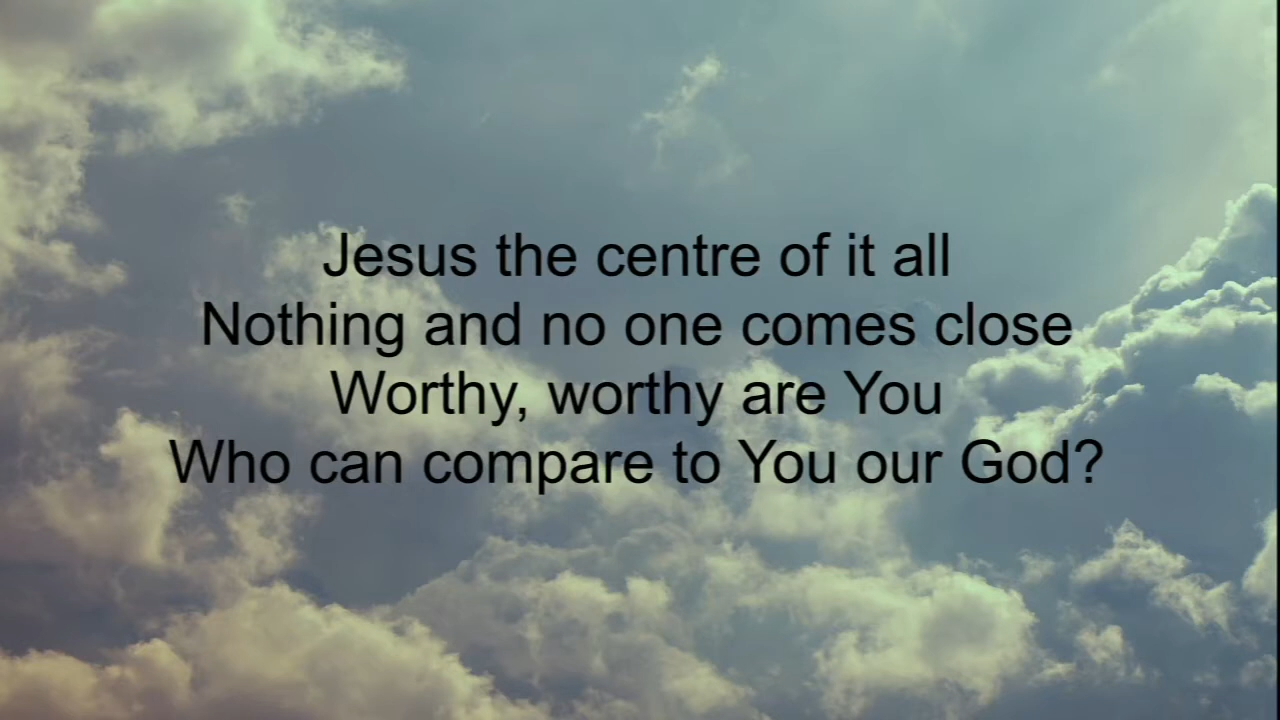 Jesus the centre of it all
Nothing and no one comes close
Worthy, worthy are You
Who can compare to You our God?